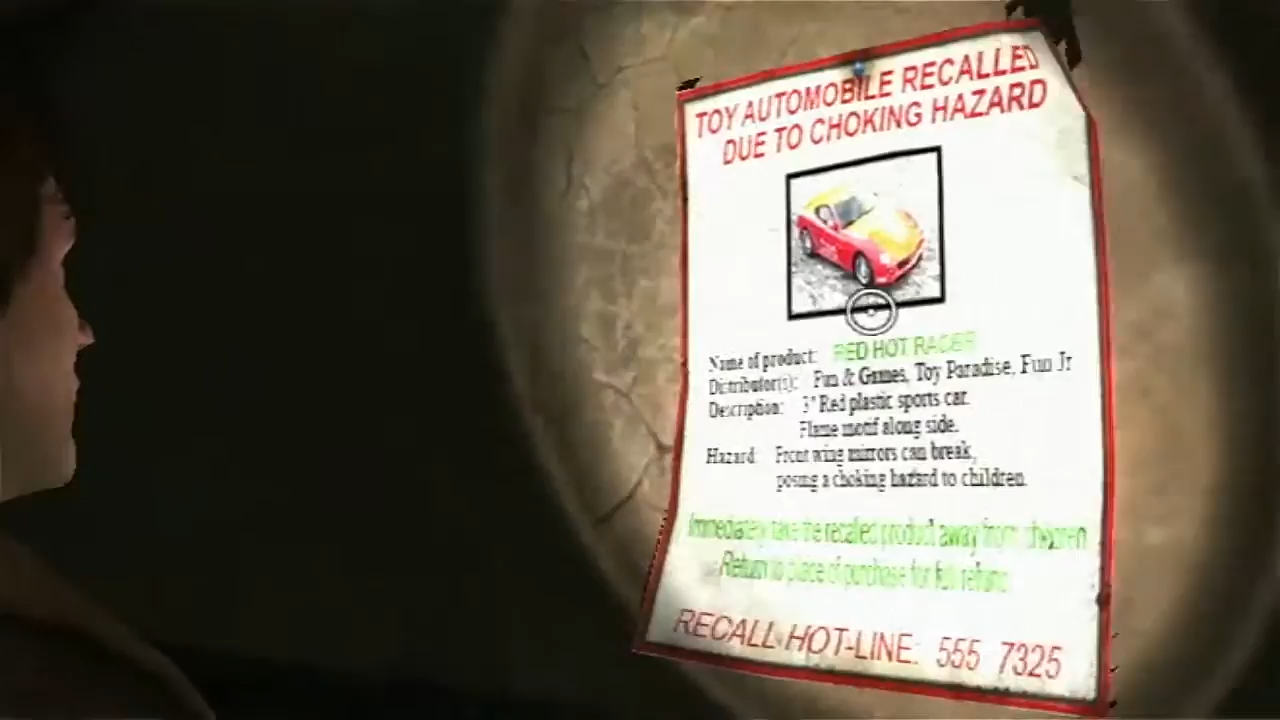 TOY AUTOMOBILE RECALLED
DUE TO CHOKING HAZARD
Name of product: RED HOT RACER
Distributor(s): Fun & Games, Toy Paradise, Fun Jr
Description: 3" Red plastic sports car.
Flame motif along side.
Hazard: Front wing mirrors can break,
posing a choking hazard to children.
Immediately take the recalled product away from children
Return to place of purchase for full refund
RECALL HOT-LINE: 555 7325